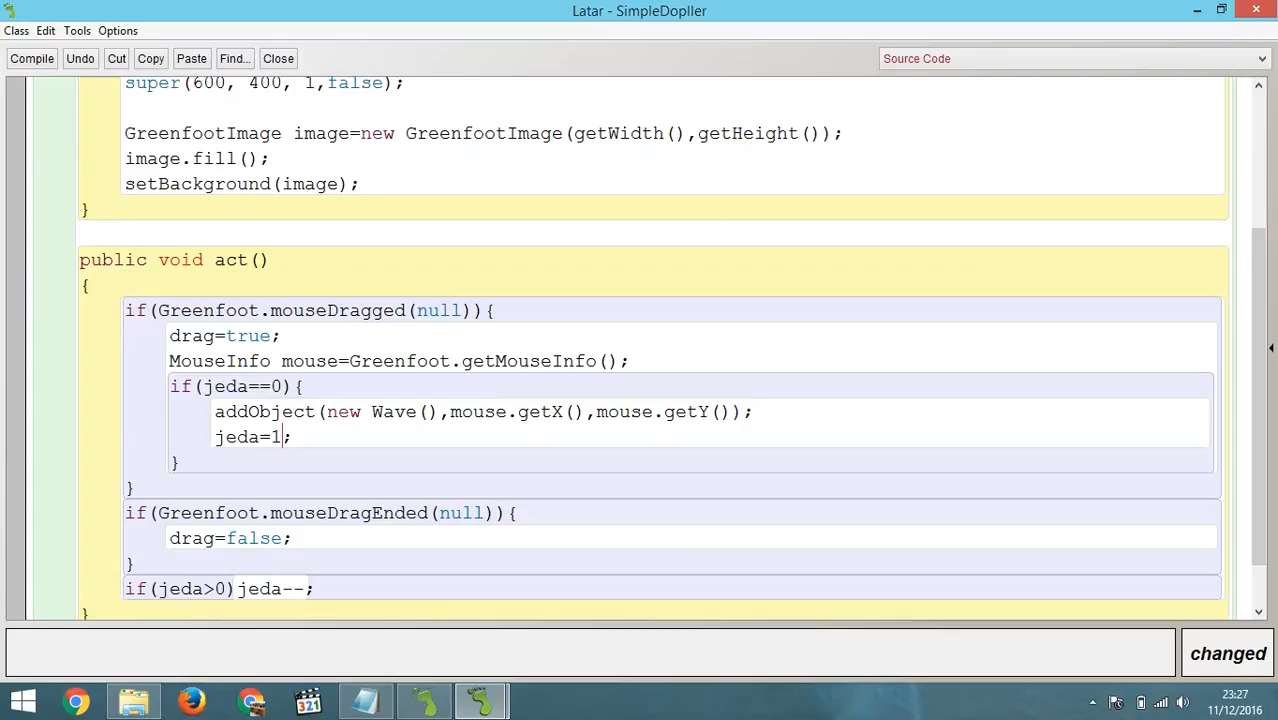 Latar - SimpleDopller
Class Edit Tools Options
Compile Undo Cut Copy Paste Find... Close Source Code
super(600, 400, 1,false);
GreenfootImage image=new GreenfootImage(getWidth(),getHeight());
image.fill();
setBackground(image);
}
public void act()
{
if(Greenfoot.mouseDragged(null)){
drag=true;
MouseInfo mouse=Greenfoot.getMouseInfo();
if(jeda==0){
addObject(new Wave(),mouse.getX(),mouse.getY());
jeda=1;
}
}
if(Greenfoot.mouseDragEnded(null)){
drag=false;
}
if(jeda>0)jeda--;
}
changed
321
23:27
11/12/2016